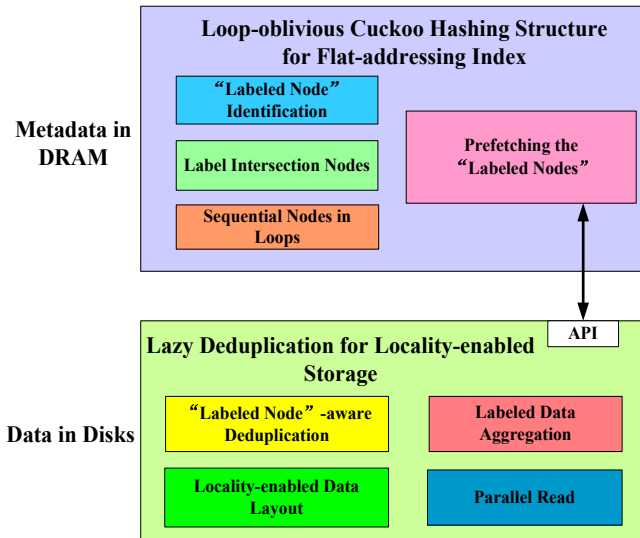 Loop-oblivious Cuckoo Hashing Structure
for Flat-addressing Index
“Labeled Node”
Identification
Label Intersection Nodes
Sequential Nodes in
Loops
Prefetching the
“Labeled Nodes”
Metadata in
DRAM
API
Lazy Deduplication for Locality-enabled
Storage
“Labeled Node” -aware
Deduplication
Labeled Data
Aggregation
Data in Disks
Locality-enabled Data
Layout
Parallel Read